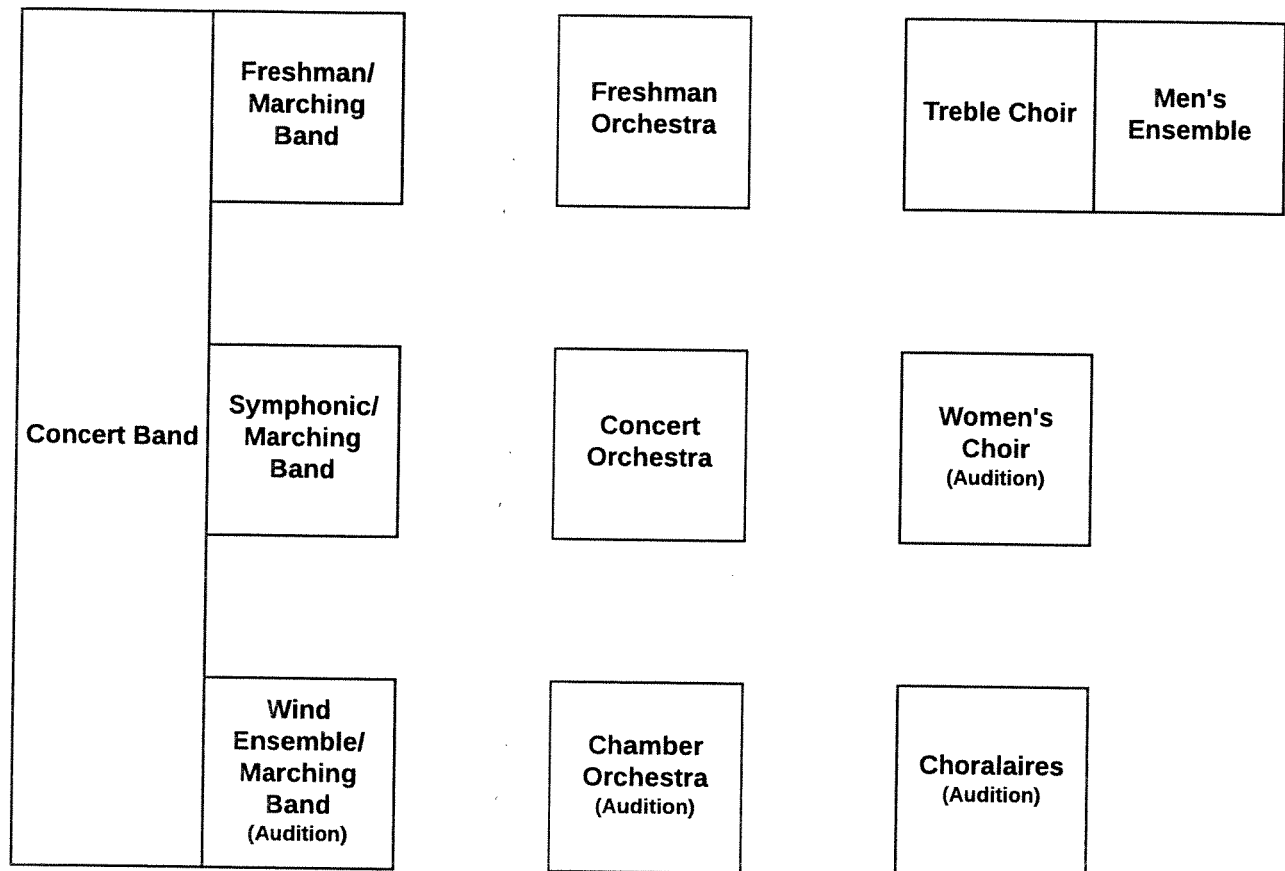 Freshman/
Marching
Band
Freshman
Orchestra
Treble Choir
Men's
Ensemble
Concert Band
Symphonic/
Marching
Band
Concert
Orchestra
Women's
Choir
(Audition)
Wind
Ensemble/
Marching
Band
(Audition)
Chamber
Orchestra
(Audition)
Choralaires
(Audition)